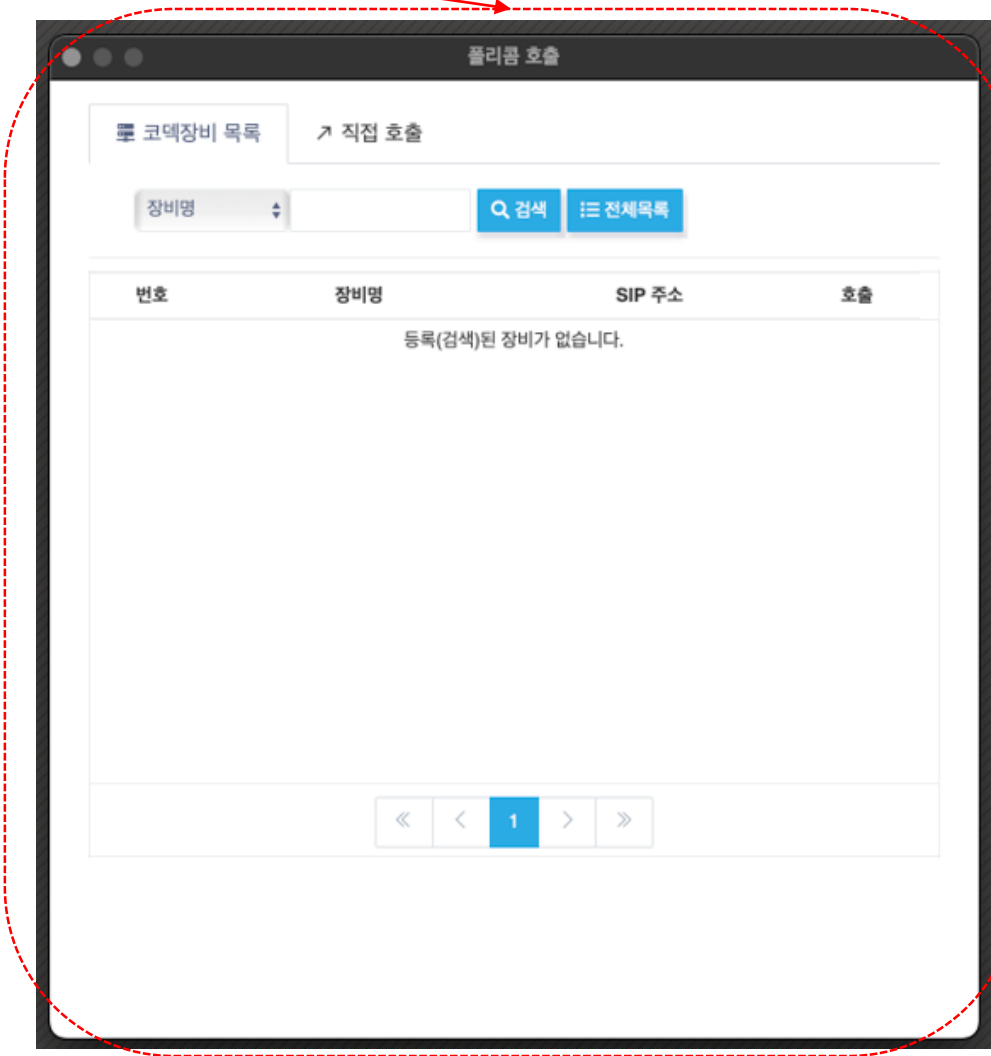 폴리콤 호출
코덱장비 목록 직접 호출
장비명 검색 전체목록
번호 장비명 SIP 주소 호출
등록(검색)된 장비가 없습니다.
1